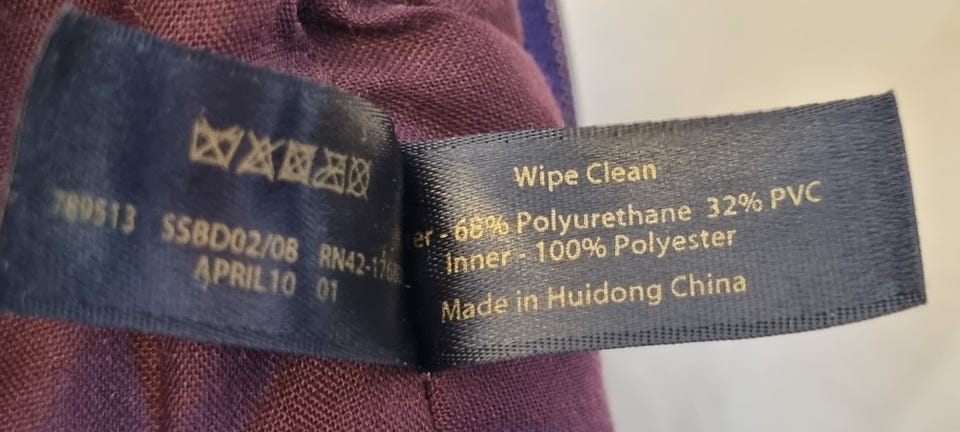 789513 SSBD02/08
APRIL10 01
Wipe Clean
er - 68% Polyurethane 32% PVC
Inner - 100% Polyester
Made in Huidong China